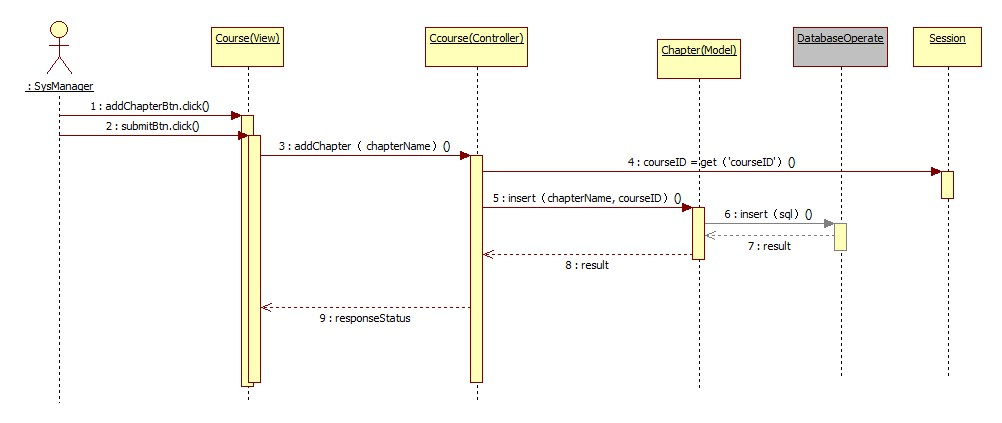 Course(View)
Ccourse(Controller)
Chapter(Model)
DatabaseOperate
Session
: SysManager
1 : addChapterBtn.click()
2 : submitBtn.click()
3 : addChapter（ chapterName）()
4 : courseID = get（'courseID'）()
5 : insert（chapterName, courseID）()
6 : insert（sql）()
7 : result
8 : result
9 : responseStatus